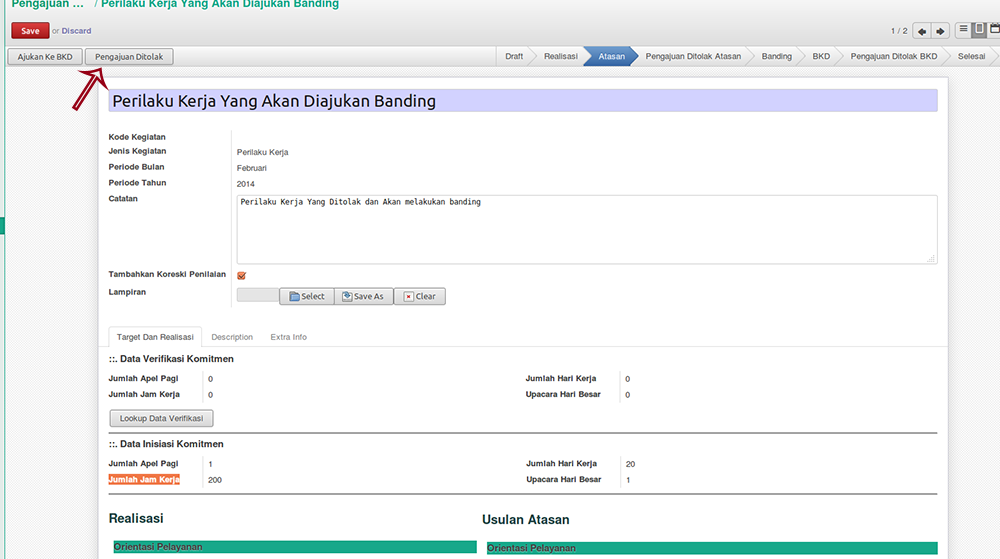 Pengajuan ... / Perilaku Kerja Yang Akan Diajukan Banding
Save or Discard 1 / 2
Ajukan Ke BKD Pengajuan Ditolak Draft Realisasi Atasan Pengajuan Ditolak Atasan Banding BKD Pengajuan Ditolak BKD Selesai
Perilaku Kerja Yang Akan Diajukan Banding
Kode Kegiatan
Jenis Kegiatan Perilaku Kerja
Periode Bulan Februari
Periode Tahun 2014
Catatan Perilaku Kerja Yang Ditolak dan Akan melakukan banding
Tambahkan Koreski Penilaian
Lampiran Select Save As Clear
Target Dan Realisasi Description Extra Info
::. Data Verifikasi Komitmen
Jumlah Apel Pagi 0 Jumlah Hari Kerja 0
Jumlah Jam Kerja 0 Upacara Hari Besar 0
Lookup Data Verifikasi
::. Data Inisiasi Komitmen
Jumlah Apel Pagi 1 Jumlah Hari Kerja 20
Jumlah Jam Kerja 200 Upacara Hari Besar 1
Realisasi Usulan Atasan
Orientasi Pelayanan Orientasi Pelayanan